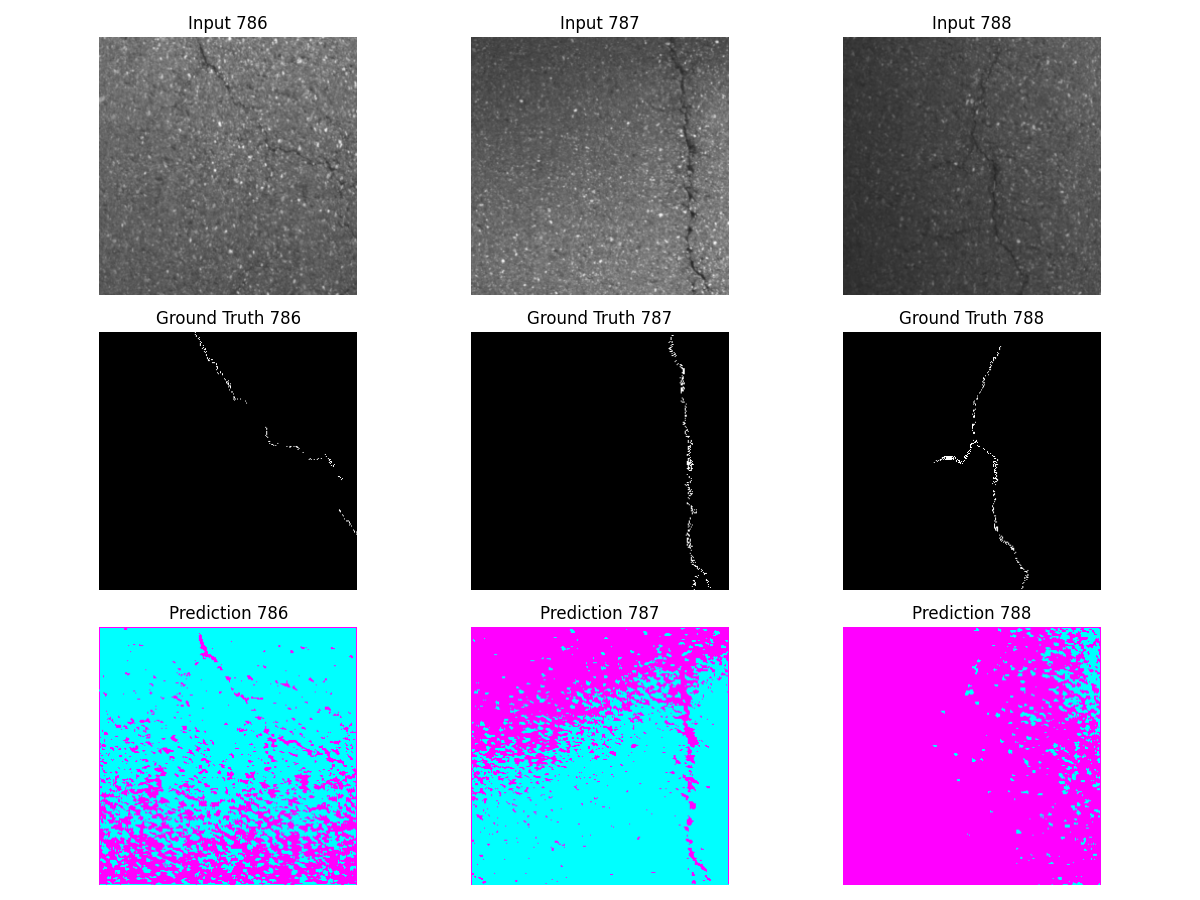 Input 786
Input 787
Input 788
Ground Truth 786
Ground Truth 787
Ground Truth 788
Prediction 786
Prediction 787
Prediction 788